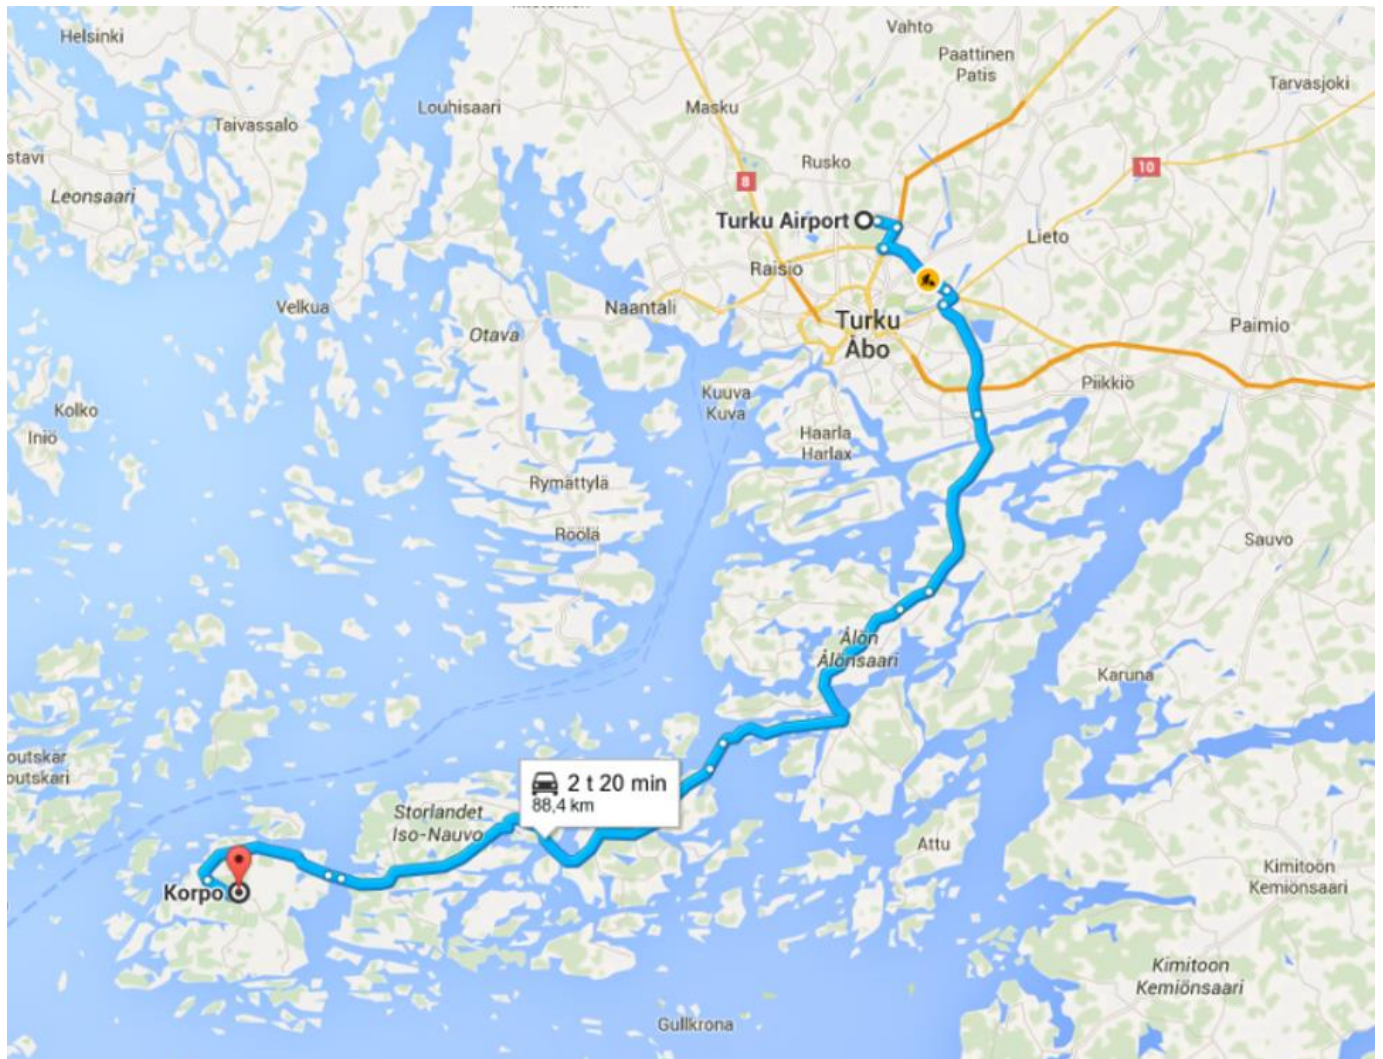 Helsinki
Vahto
Paattinen
Patis
Tarvasjoki
Louhisaari
Masku
Taivassalo
Rusko
10
stavi
8
Leonsaari
Turku Airport
Lieto
Raisio
Velkua
Naantali
Turku
Åbo
Otava
Paimio
Piikkiö
Kuuva
Kuva
Kolko
Iniö
Haarla
Harlax
Rymättylä
Röölä
Sauvo
Ålön
Ålönsaari
Karuna
outskär
outskari
2 t 20 min
88,4 km
Storlandet
Iso-Nauvo
Attu
Korpo
Kimitoön
Kemiönsaari
Kimitoon
Kemiönsaari
Gullkrona